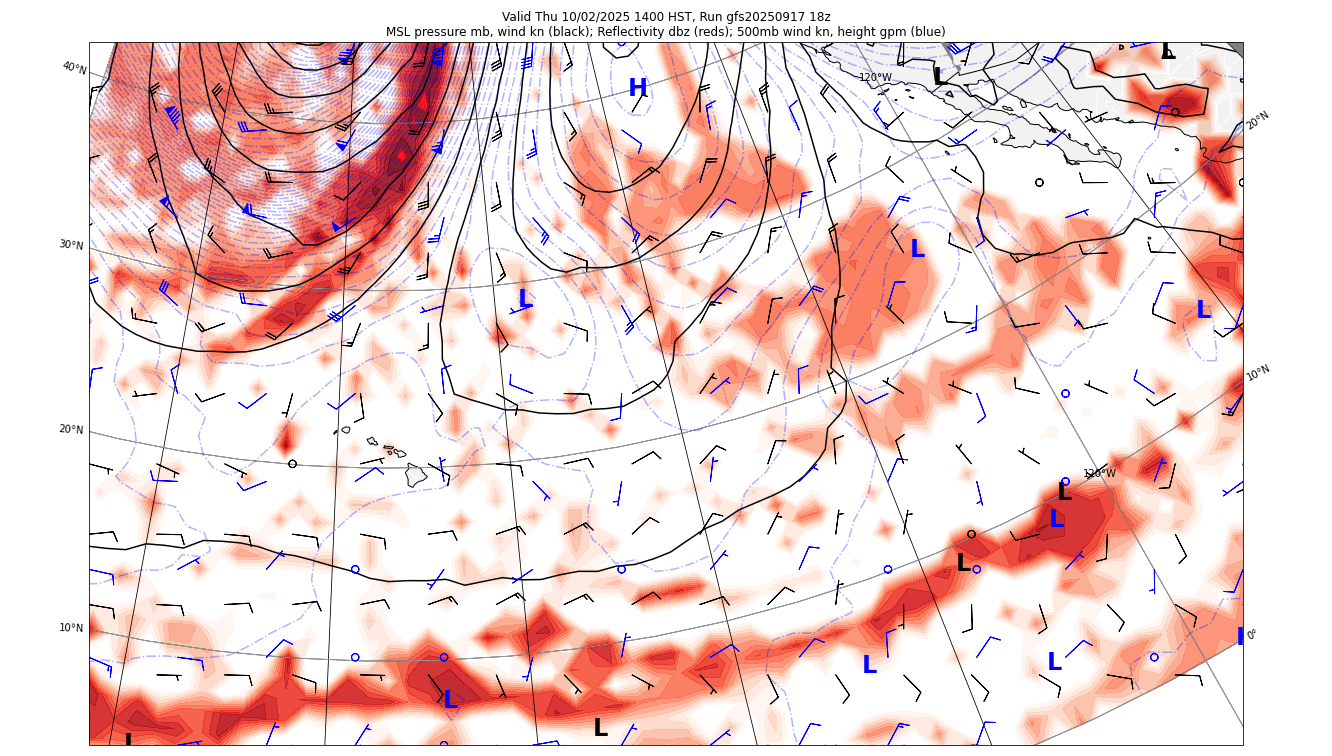 Valid Thu 10/02/2025 1400 HST, Run gfs20250917 18z
MSL pressure mb, wind kn (black); Reflectivity dbz (reds); 500mb wind kn, height gpm (blue)
40°N
120°W
L
L
H
20°N
30°N
L
L
L
10°N
20°N
120°W
L
L
L
10°N
0°
L
L
L
L
L